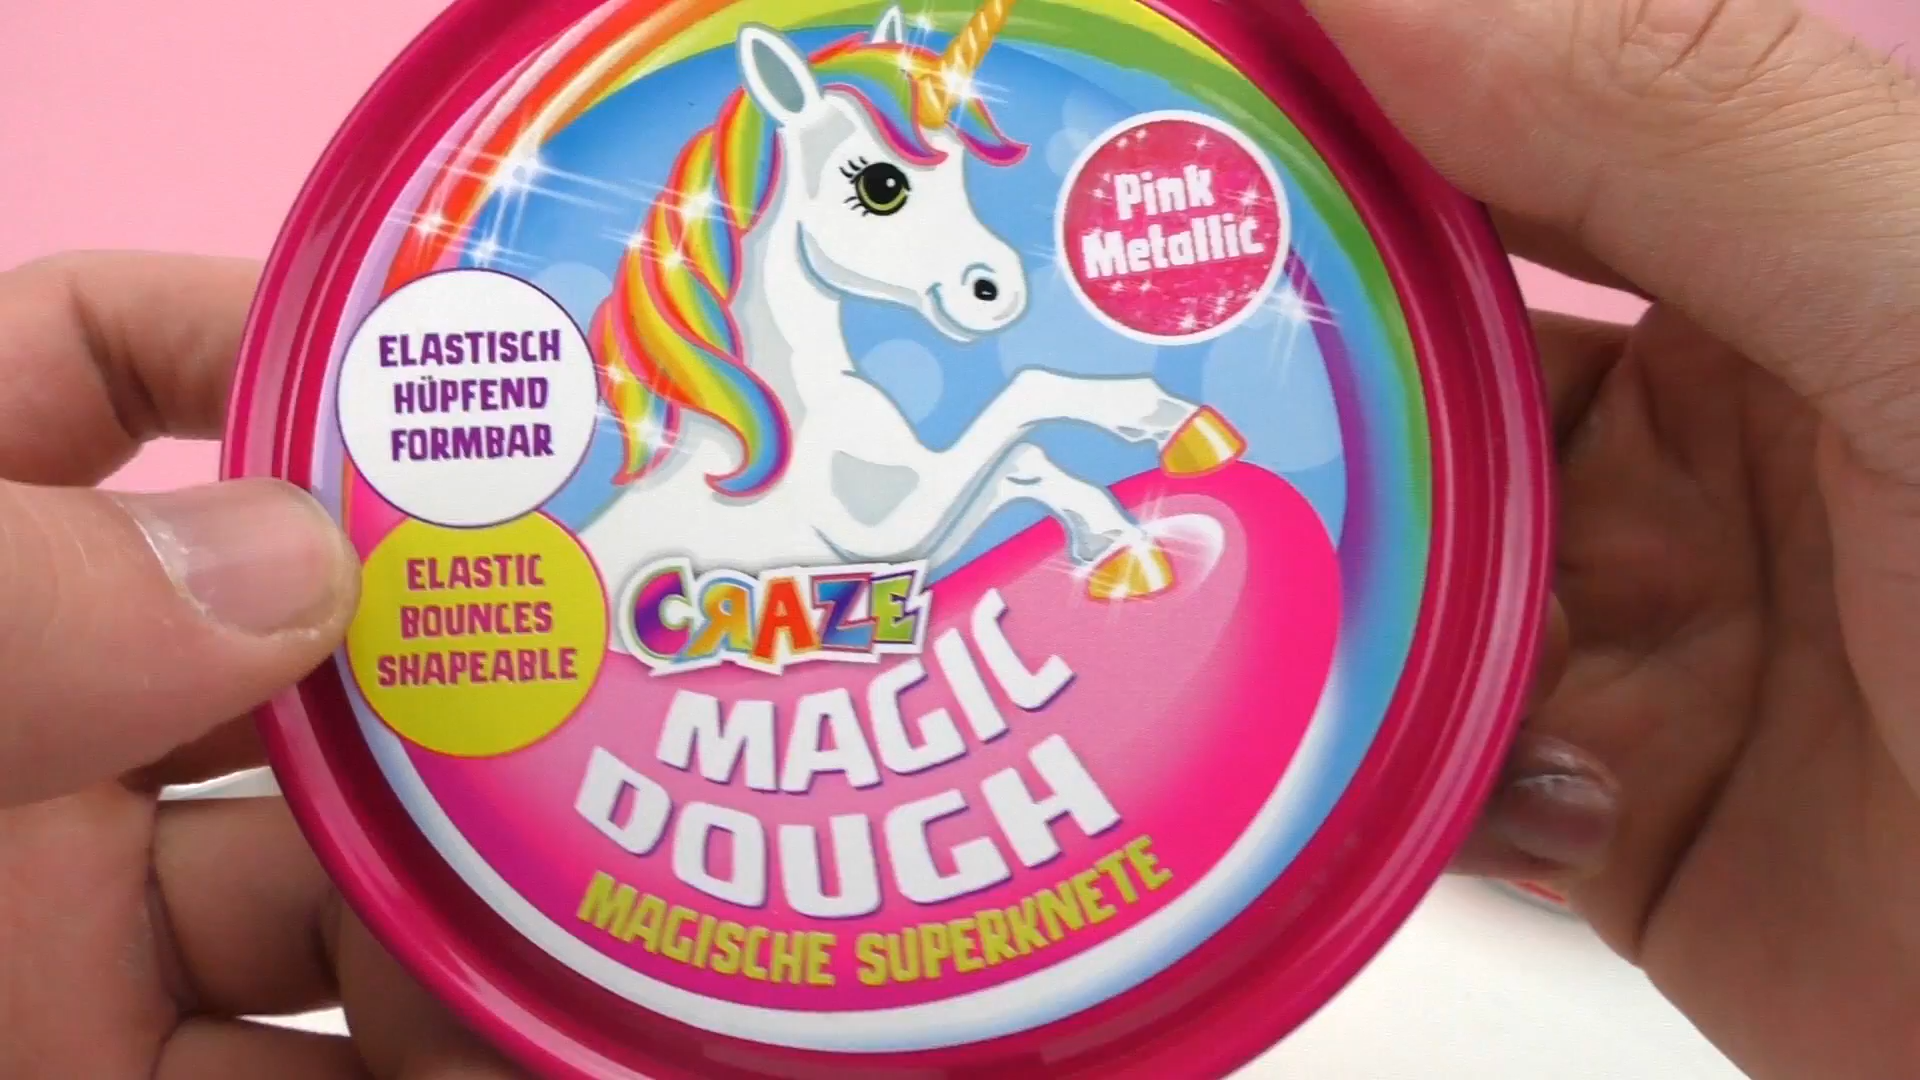 Pink
Metallic
ELASTISCH
HÜPFEND
FORMBAR
ELASTIC
BOUNCES
SHAPEABLE
CRAZE
MAGIC
DOUGH
MAGISCHE SUPERKNETE